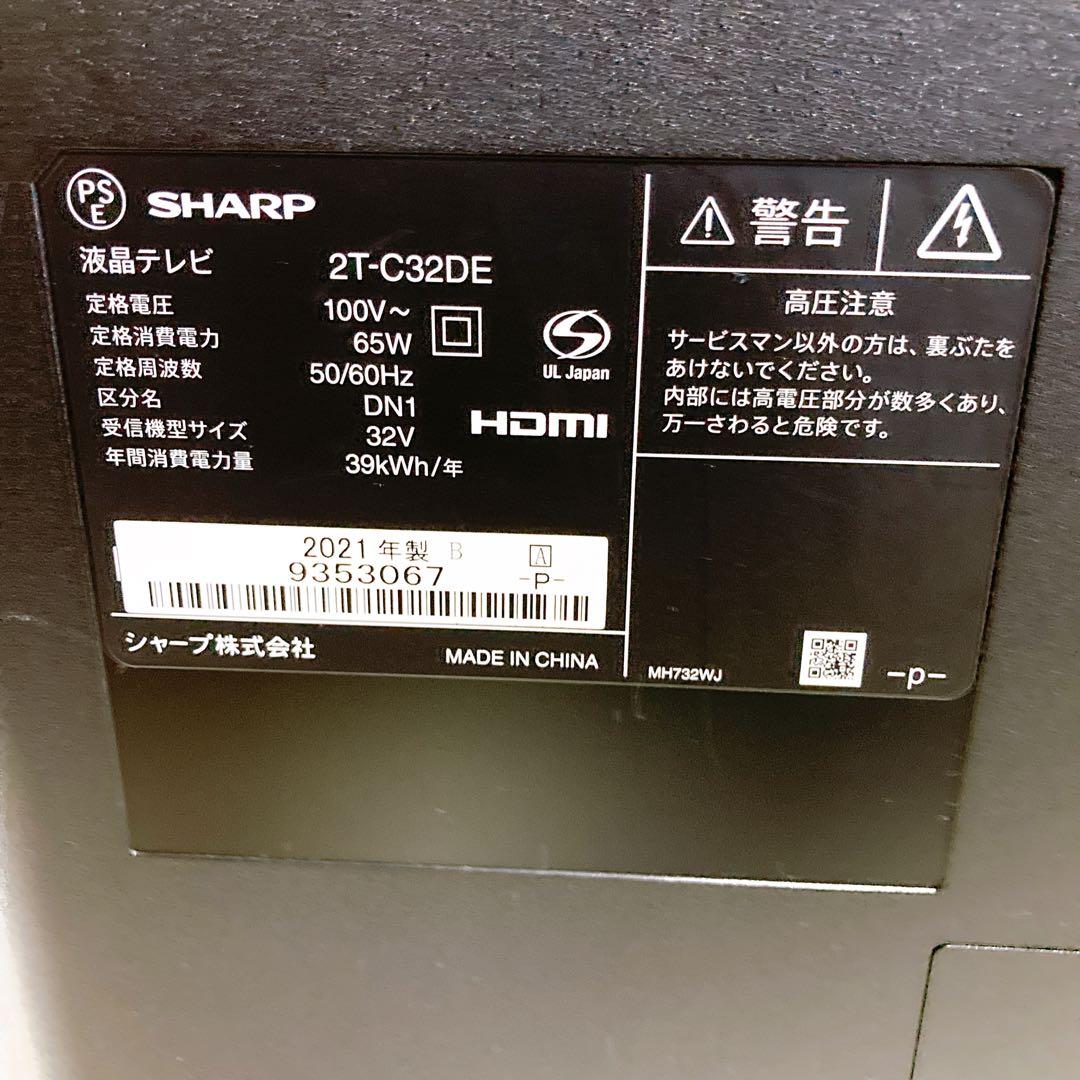 PSE SHARP
液晶テレビ 2T-C32DE
定格電圧 100V～
定格消費電力 65W
定格周波数 50/60Hz
区分名 DN1
受信機型サイズ 32V
年間消費電力量 39kWh/年
UL Japan
HDMI
2021年製 B A
9353067 -P-
シャープ株式会社
MADE IN CHINA
警告
高圧注意
サービスマン以外の方は、裏ぶたを
あけないでください。
内部には高電圧部分が数多くあり、
万一さわると危険です。
MH732WJ
-p-